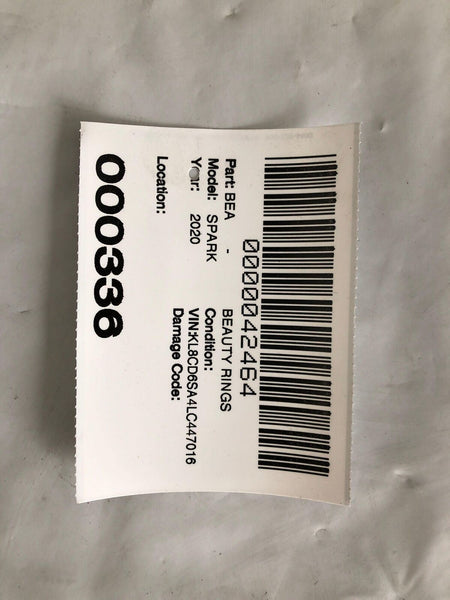 0000042464
Part: BEA - BEAUTY RINGS
Model: SPARK Condition:
Year: 2020 VIN:KL8CD6SA4LC447016
Damage Code:
Location:
000336